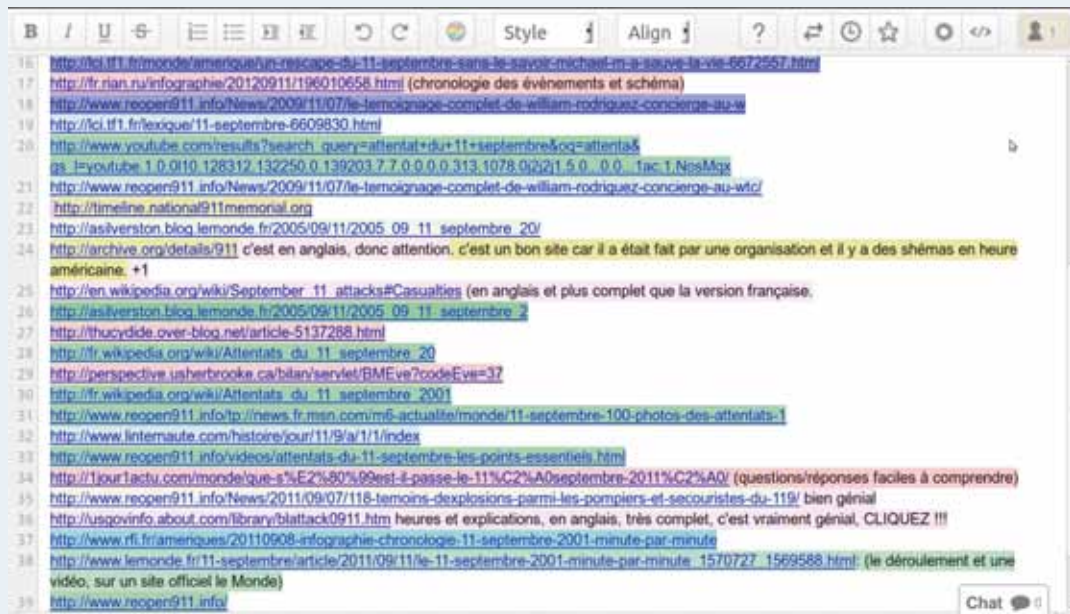 B I U S Style Align ? </> 1
16 http://lci.tf1.fr/monde/amerique/un-rescape-du-11-septembre-sans-le-savoir-michael-m-a-sauve-la-vie-6672557.html
17 http://fr.rian.ru/infographie/20120911/196010658.html (chronologie des évènements et schéma)
18 http://www.reopen911.info/News/2009/11/07/le-temoignage-complet-de-william-rodriguez-concierge-au-w
19 http://lci.tf1.fr/lexique/11-septembre-6609830.html
20 http://www.youtube.com/results?search_query=attentat+du+11+septembre&oq=attenta&
21 http://www.reopen911.info/News/2009/11/07/le-temoignage-complet-de-william-rodriguez-concierge-au-wtc/
22 http://timeline.national911memorial.org
23 http://asilverston.blog.lemonde.fr/2005/09/11/2005_09_11_septembre_20/
24 http://archive.org/details/911 c'est en anglais, donc attention. c'est un bon site car il a était fait par une organisation et il y a des shémas en heure
américaine. +1
25 http://en.wikipedia.org/wiki/September_11_attacks#Casualties (en anglais et plus complet que la version française.
26 http://asilverston.blog.lemonde.fr/2005/09/11/2005_09_11_septembre_2
27 http://thucydide.over-blog.net/article-5137288.html
28 http://fr.wikipedia.org/wiki/Attentats_du_11_septembre_20
29 http://perspective.usherbrooke.ca/bilan/servlet/BMEve?codeEve=37
30 http://fr.wikipedia.org/wiki/Attentats_du_11_septembre_2001
31 http://www.reopen911.info/tp://news.fr.msn.com/m6-actualite/monde/11-septembre-100-photos-des-attentats-1
32 http://www.linternaute.com/histoire/jour/11/9/a/1/1/index
33 http://www.reopen911.info/videos/attentats-du-11-septembre-les-points-essentiels.html
34 http://1jour1actu.com/monde/que-s%E2%80%99est-il-passe-le-11%C2%A0septembre-2011%C2%A0/ (questions/réponses faciles à comprendre)
35 http://www.reopen911.info/News/2011/09/07/118-temoins-dexplosions-parmi-les-pompiers-et-secouristes-du-119/ bien génial
36 http://usgovinfo.about.com/library/blattack0911.htm heures et explications, en anglais, très complet, c'est vraiment génial, CLIQUEZ !!!
37 http://www.rfi.fr/ameriques/20110908-infographie-chronologie-11-septembre-2001-minute-par-minute
38 http://www.lemonde.fr/11-septembre/article/2011/09/11/le-11-septembre-2001-minute-par-minute_1570727_1569588.html: (le déroulement et une
vidéo, sur un site officiel le Monde)
39 http://www.reopen911.info/
Chat 0